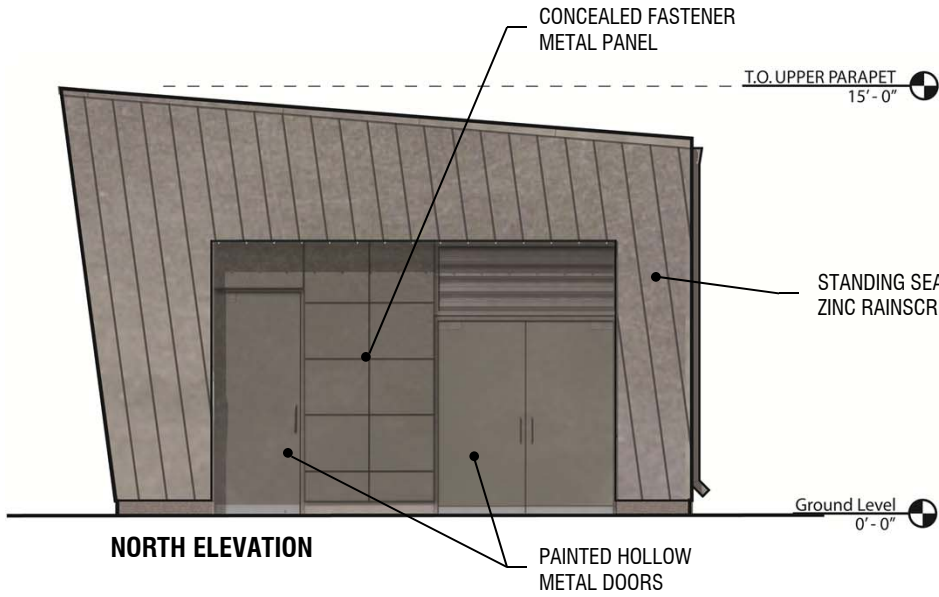 CONCEALED FASTENER
METAL PANEL
T.O. UPPER PARAPET
15' - 0"
STANDING SEA
ZINC RAINSCR
Ground Level
0' - 0"
NORTH ELEVATION
PAINTED HOLLOW
METAL DOORS